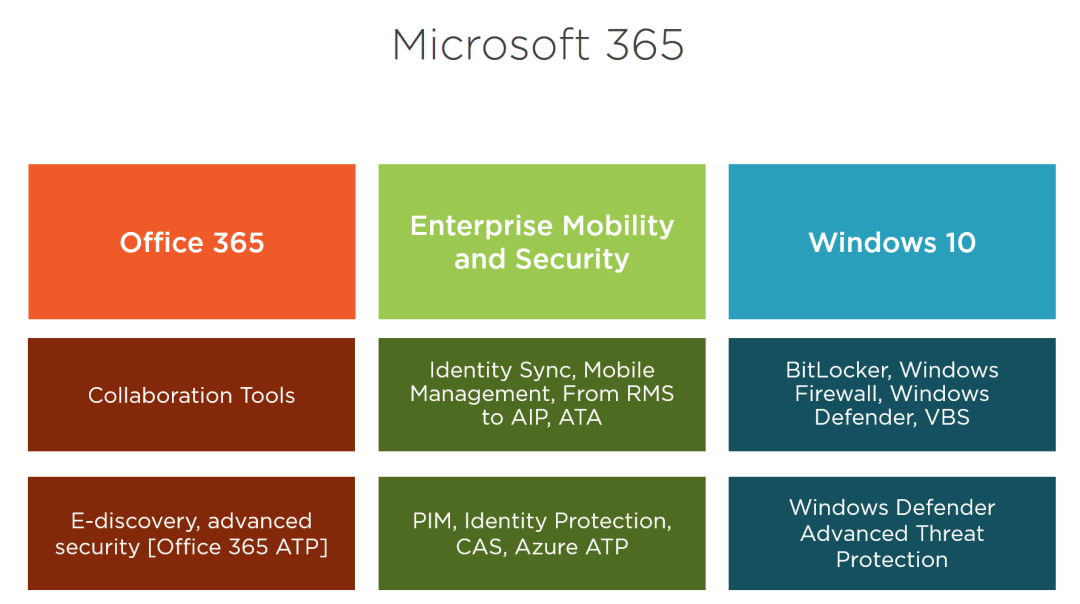 Microsoft 365
Office 365
Enterprise Mobility
and Security
Windows 10
Collaboration Tools
Identity Sync, Mobile
Management, From RMS
to AIP, ATA
BitLocker, Windows
Firewall, Windows
Defender, VBS
E-discovery, advanced
security [Office 365 ATP]
PIM, Identity Protection,
CAS, Azure ATP
Windows Defender
Advanced Threat
Protection